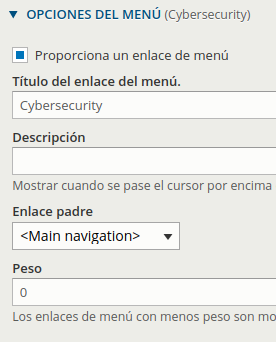 OPCIONES DEL MENÚ (Cybersecurity)
Proporciona un enlace de menú
Título del enlace del menú.
Cybersecurity
Descripción
Mostrar cuando se pase el cursor por encima
Enlace padre
<Main navigation>
Peso
0
Los enlaces de menú con menos peso son mo